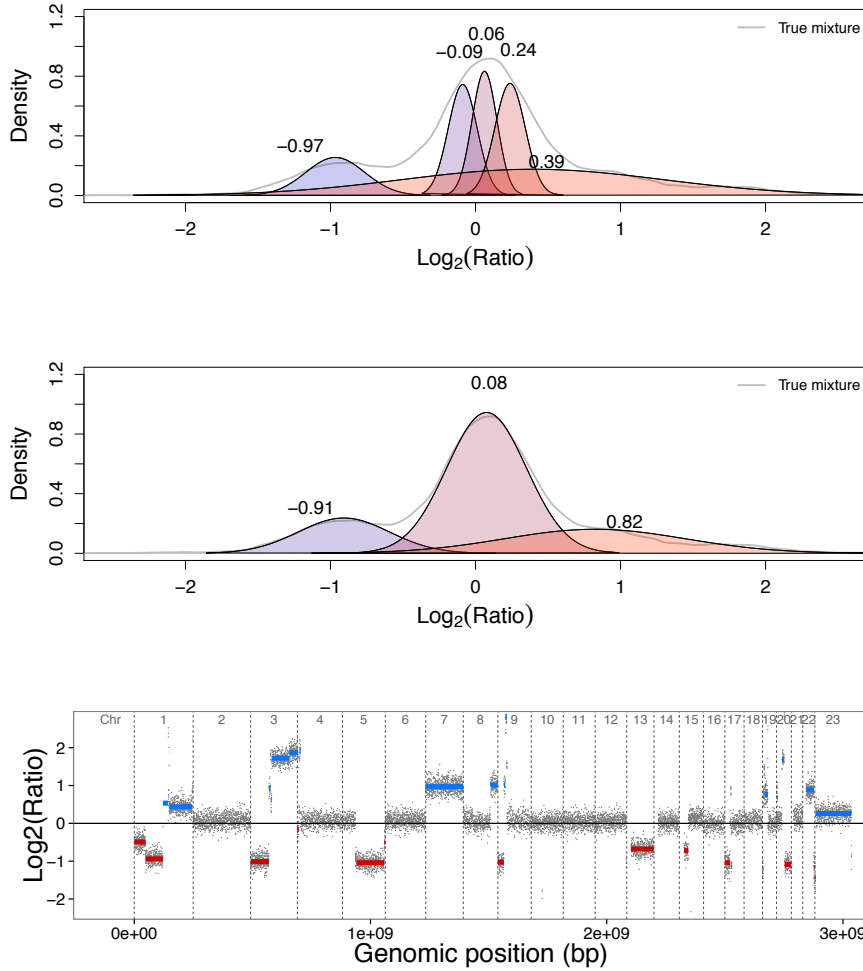 1.2
0.8
0.4
0.0
Density
−0.97
−0.09
0.06
0.24
0.39
True mixture
−2 −1 0 1 2
Log2(Ratio)
1.2
0.8
0.4
0.0
Density
−0.91
0.08
0.82
True mixture
−2 −1 0 1 2
Log2(Ratio)
Chr 1 2 3 4 5 6 7 8 9 10 11 12 13 14 15 16 17 18 19 20 21 22 23
2
1
0
−1
−2
Log2(Ratio)
0e+00 1e+09 2e+09 3e+09
Genomic position (bp)